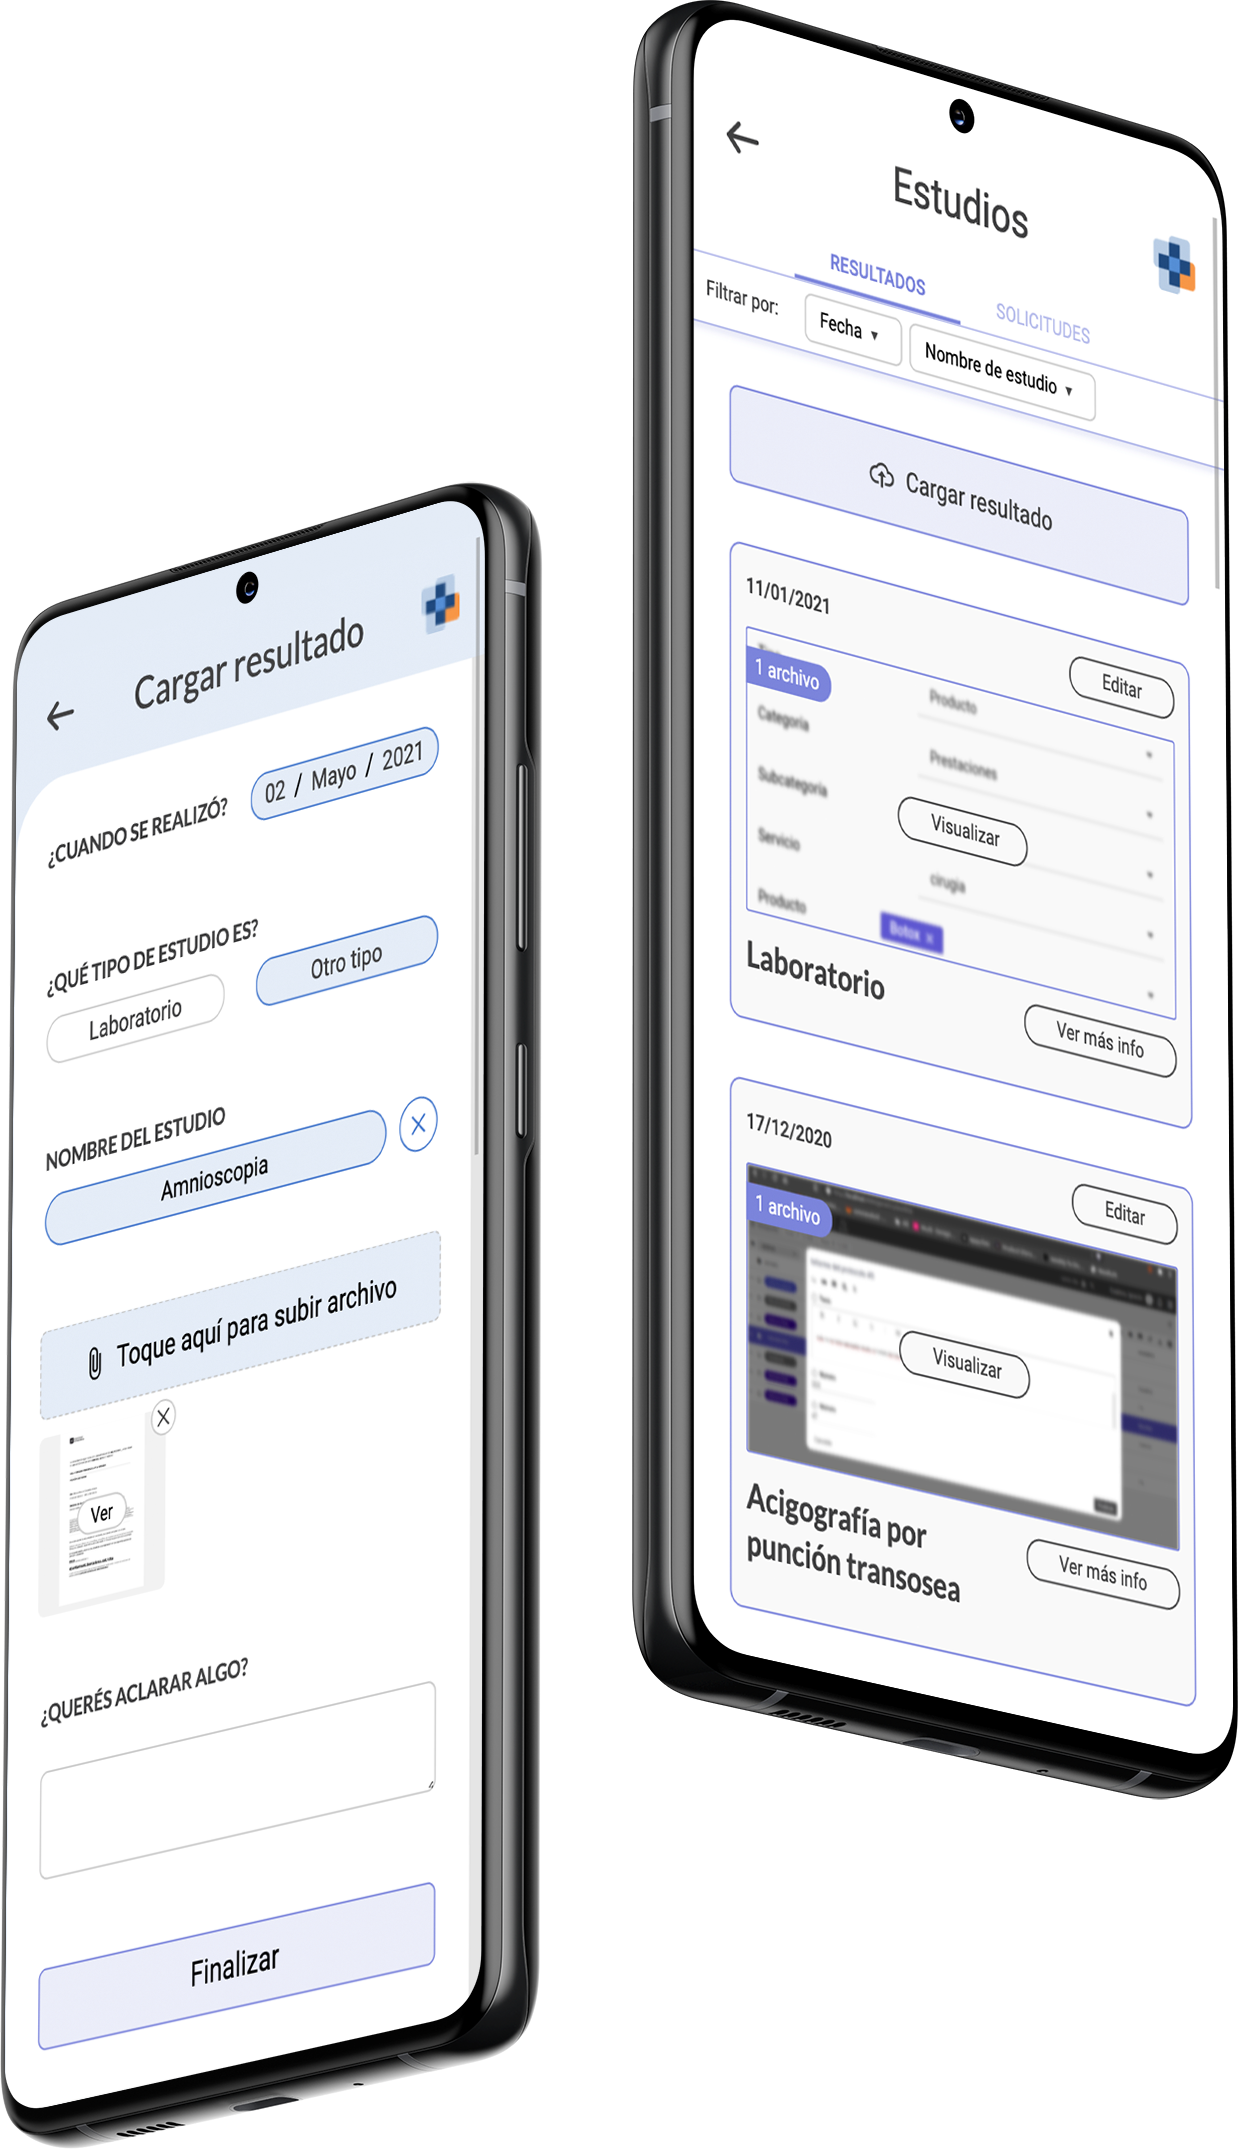 Cargar resultado
¿CUANDO SE REALIZÓ?
02 / Mayo / 2021
¿QUÉ TIPO DE ESTUDIO ES?
Laboratorio
Otro tipo
NOMBRE DEL ESTUDIO
Amnioscopia
Toque aquí para subir archivo
Ver
¿QUERÉS ACLARAR ALGO?
Finalizar
Estudios
RESULTADOS
SOLICITUDES
Filtrar por:
Fecha
Nombre de estudio
Cargar resultado
11/01/2021
Editar
1 archivo
Categoria
Producto
Subcategoria
Prestaciones
Visualizar
Servicio
cirugia
Producto
Botox X
Laboratorio
Ver más info
17/12/2020
Editar
1 archivo
Visualizar
Acigografía por
punción transosea
Ver más info